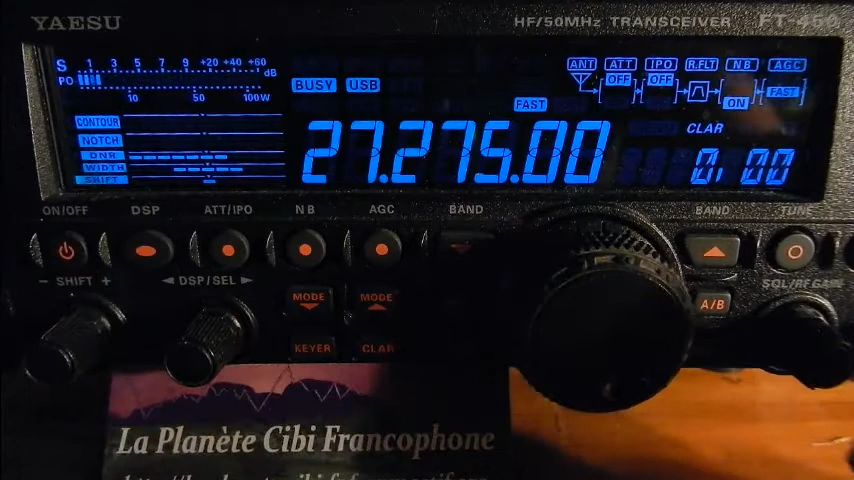 YAESU HF/50MHz TRANSCEIVER FT-450
S 1 3 5 7 9 +20 +40 +60 dB
PO
10 50 100W
BUSY USB
ANT ATT IPO R.FLT NB AGC
OFF OFF ON FAST
FAST
CONTOUR
NOTCH
DNR
WIDTH
SHIFT
27.275.00
CLAR
0.00
ON/OFF DSP ATT/IPO NB AGC BAND BAND TUNE
− SHIFT + ◄ DSP/SEL ► SQL/RF GAIN
MODE MODE A/B
KEYER CLAR
La Planète Cibi Francophone